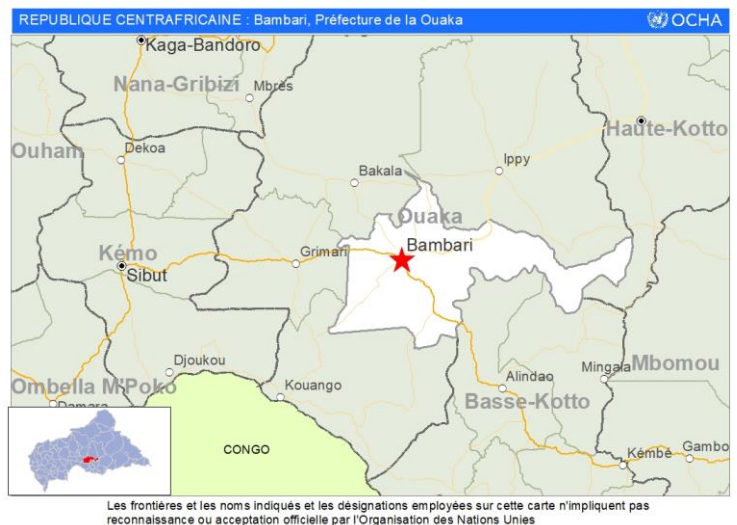 REPUBLIQUE CENTRAFRICAINE : Bambari, Préfecture de la Ouaka
OCHA
Kaga-Bandoro
Nana-Gribizi
Mbrès
Haute-Kotto
Ouham
Dekoa
Ippy
Bakala
Ouaka
Bambari
Kémo
Grimari
Sibut
Djoukou
Mingala
Mbomou
Alindao
Ombella M'Poko
Kouango
Basse-Kotto
Damara
CONGO
Kémbé
Gambo
Les frontières et les noms indiqués et les désignations employées sur cette carte n'impliquent pas
reconnaissance ou acceptation officielle par l'Organisation des Nations Unies